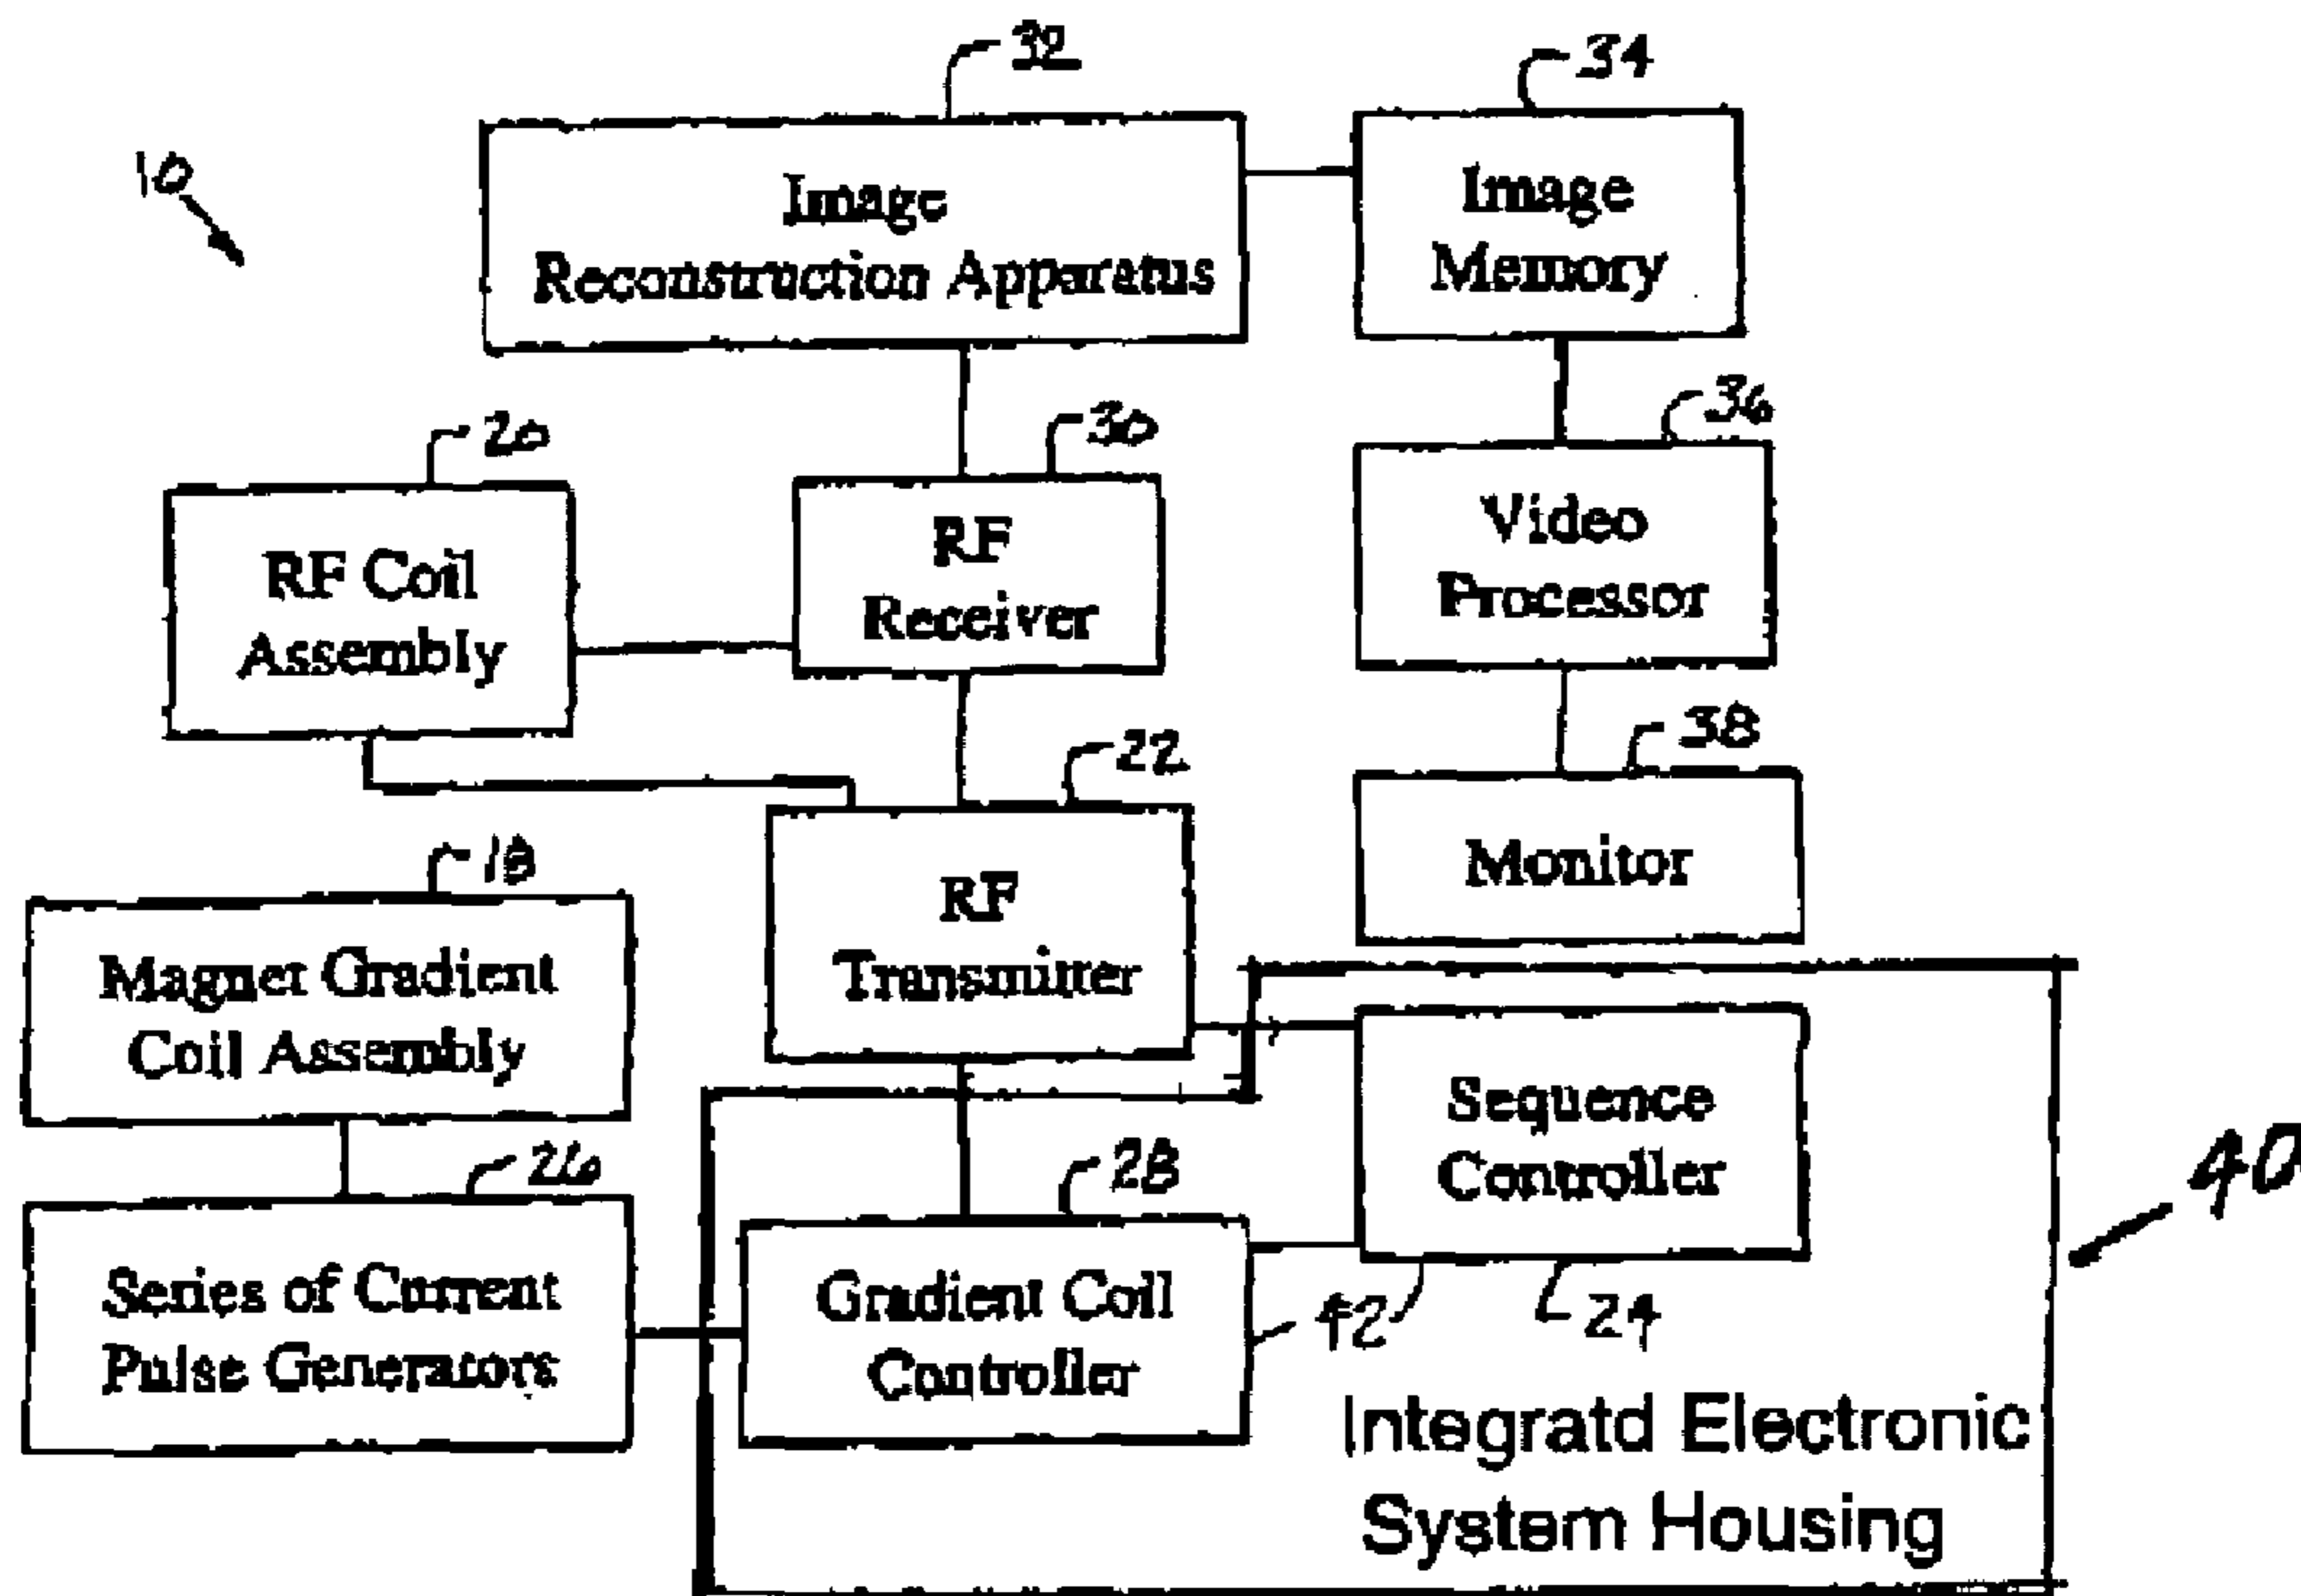 32
34
10
Image
Reconstruction Apparatus
Image
Memory
20
30
36
RF Coil
Assembly
RF
Receiver
Video
Processor
22
38
18
Magnet Gradient
Coil Assembly
RF
Transmitter
Monitor
26
28
Sequence
Controller
40
Series of Current
Pulse Generators
Gradient Coil
Controller
42
24
Integratd Electronic
System Housing